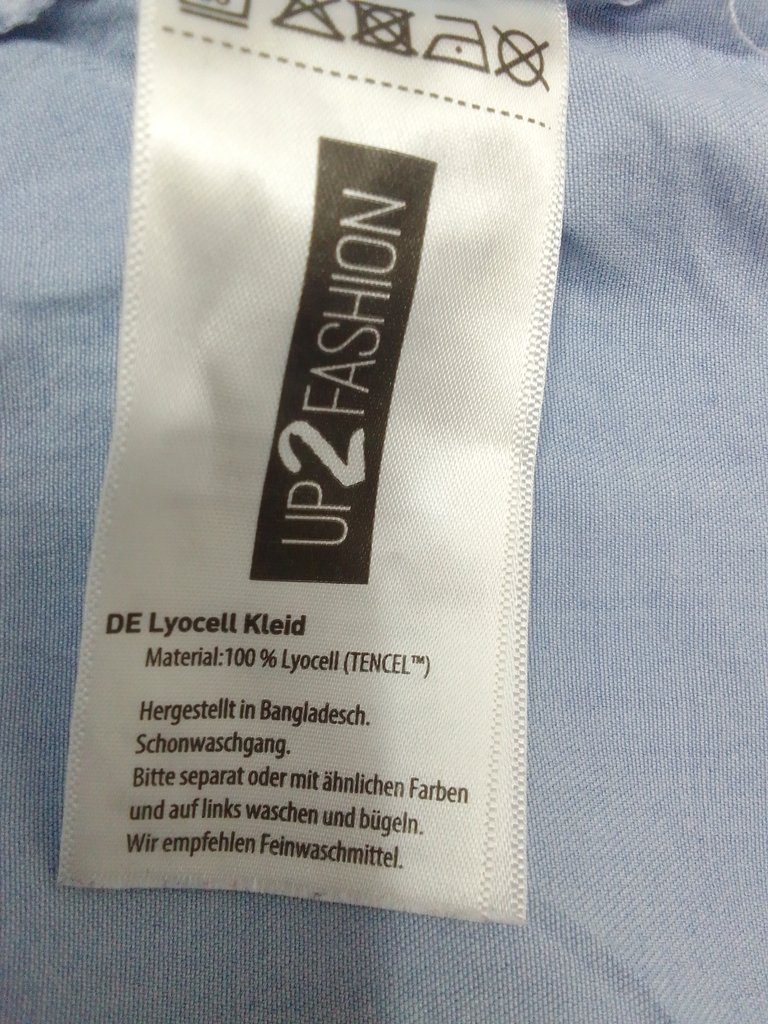 UP2FASHION
DE Lyocell Kleid
Material:100 % Lyocell (TENCEL™)
Hergestellt in Bangladesch.
Schonwaschgang.
Bitte separat oder mit ähnlichen Farben
und auf links waschen und bügeln.
Wir empfehlen Feinwaschmittel.